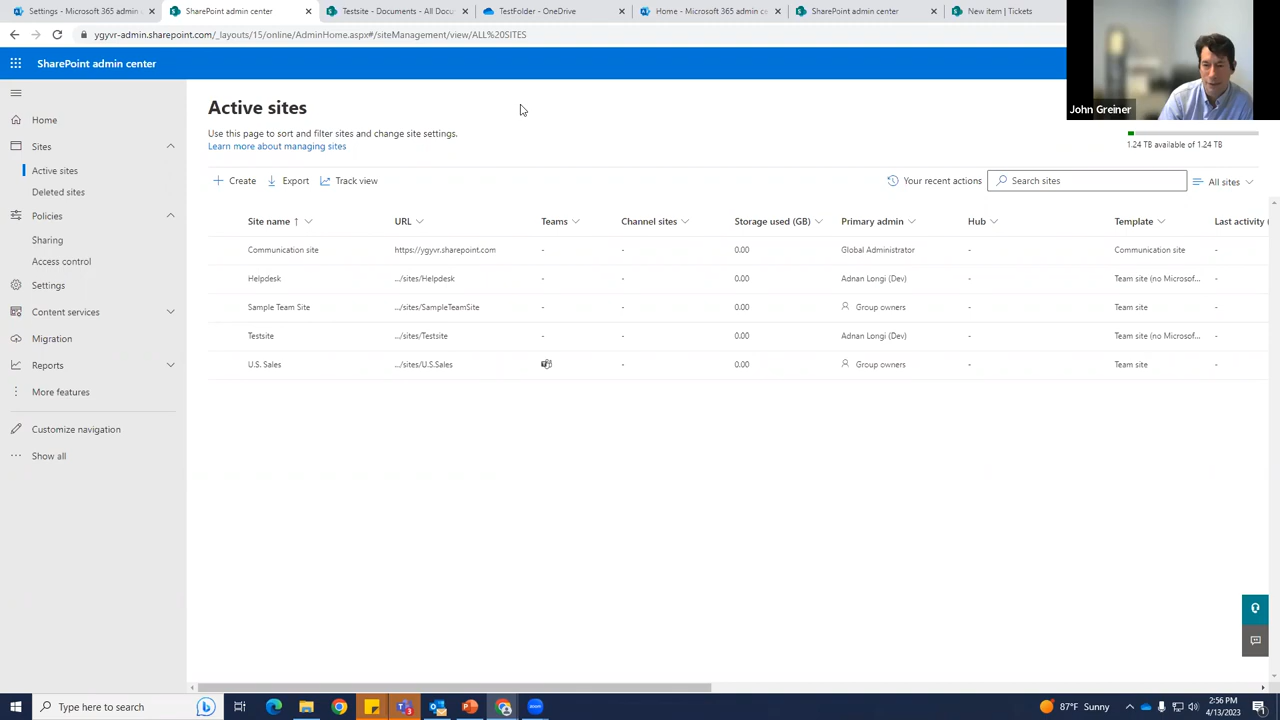 Settings - Microsoft 365 admin
SharePoint admin center
Testsite - Documents - All Docu
TestFolder - OneDrive
Home - Microsoft 365 admin ce
SharePoint admin center
New item | Tickets
ygyvr-admin.sharepoint.com/_layouts/15/online/AdminHome.aspx#/siteManagement/view/ALL%20SITES
SharePoint admin center
John Greiner
Home
Sites
Active sites
Deleted sites
Policies
Sharing
Access control
Settings
Content services
Migration
Reports
More features
Customize navigation
Show all
Active sites
Use this page to sort and filter sites and change site settings.
Learn more about managing sites
1.24 TB available of 1.24 TB
Create Export Track view Your recent actions Search sites All sites
Site name ↑ URL Teams Channel sites Storage used (GB) Primary admin Hub Template Last activity (
Communication site https://ygyvr.sharepoint.com - - 0.00 Global Administrator - Communication site -
Helpdesk .../sites/Helpdesk - - 0.00 Adnan Longi (Dev) - Team site (no Microsof... -
Sample Team Site .../sites/SampleTeamSite - - 0.00 Group owners - Team site -
Testsite .../sites/Testsite - - 0.00 Adnan Longi (Dev) - Team site (no Microsof... -
U.S. Sales .../sites/U.S.Sales - 0.00 Group owners - Team site -
Type here to search
87°F Sunny
2:56 PM
4/13/2023